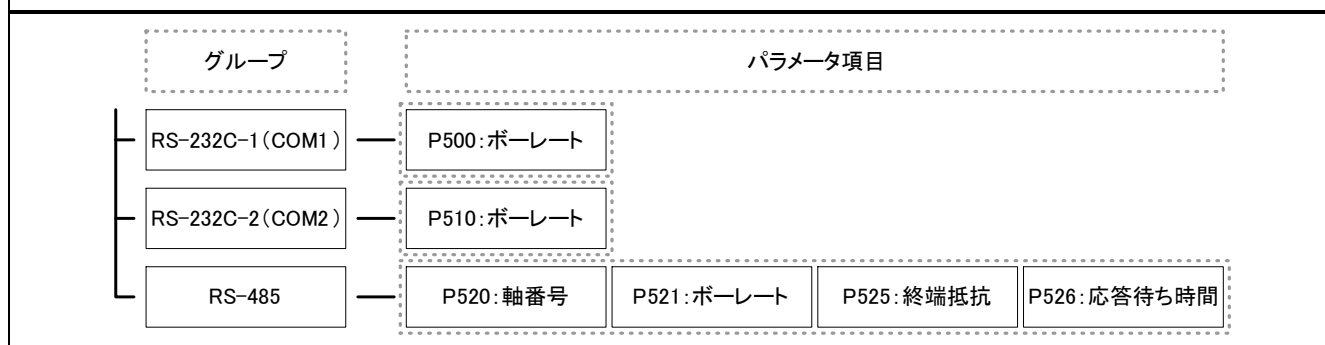 グループ
パラメータ項目
RS-232C-1(COM1)
P500:ボーレート
RS-232C-2(COM2)
P510:ボーレート
RS-485
P520:軸番号
P521:ボーレート
P525:終端抵抗
P526:応答待ち時間